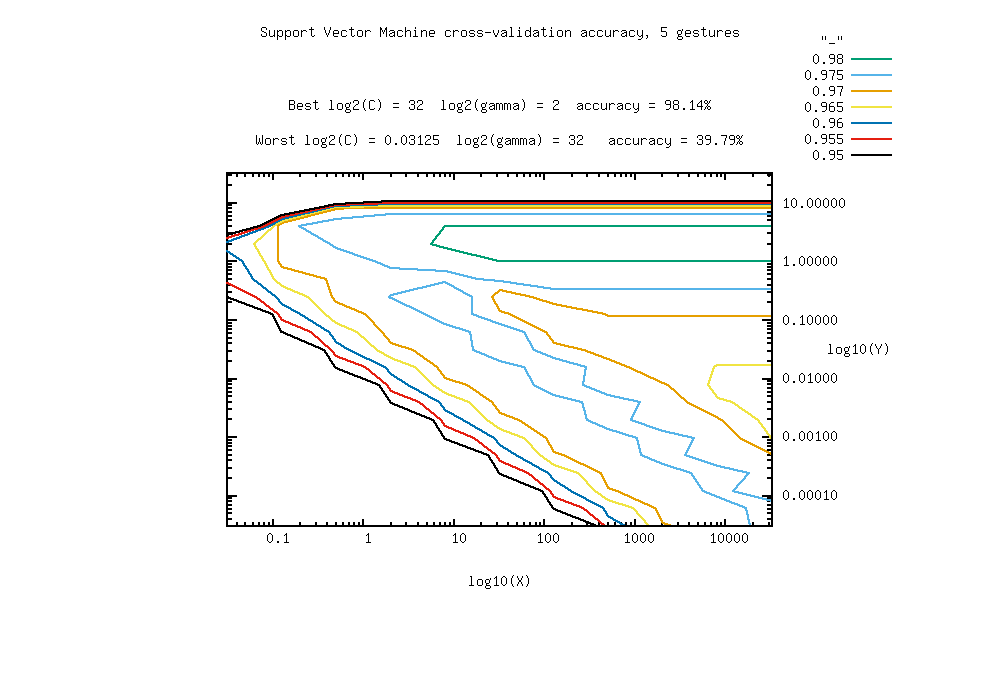 Support Vector Machine cross-validation accuracy, 5 gestures
"_"
0.98
0.975
0.97
0.965
0.96
0.955
0.95
Best log2(C) = 32  log2(gamma) = 2  accuracy = 98.14%
Worst log2(C) = 0.03125  log2(gamma) = 32   accuracy = 39.79%
10.00000
1.00000
0.10000
log10(Y)
0.01000
0.00100
0.00010
0.1 1 10 100 1000 10000
log10(X)